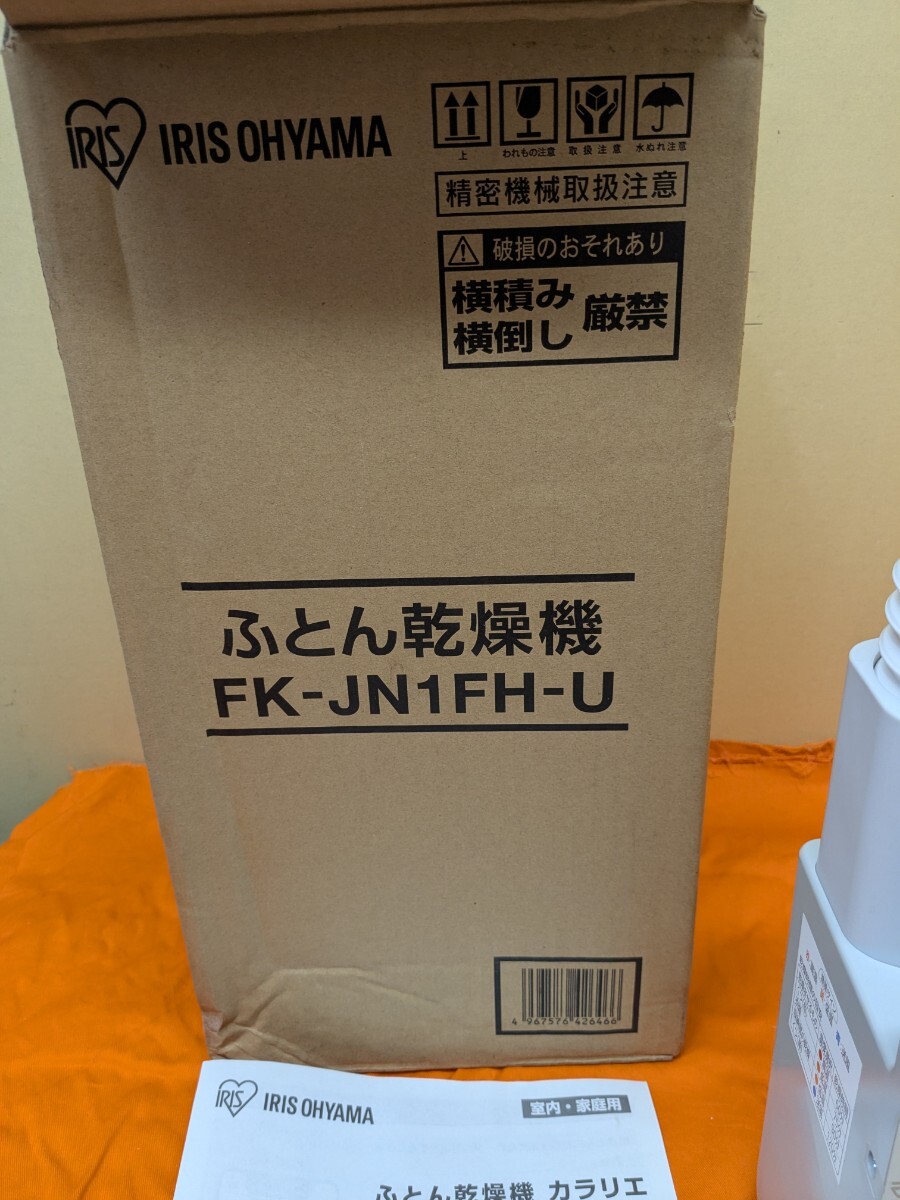 IRIS
IRIS OHYAMA
上
われもの注意
取扱注意
水ぬれ注意
精密機械取扱注意
破損のおそれあり
横積み
横倒し
厳禁
ふとん乾燥機
FK-JN1FH-U
4 967576 426466
IRIS
IRIS OHYAMA
室内・家庭用
ふとん乾燥機 カラリエ